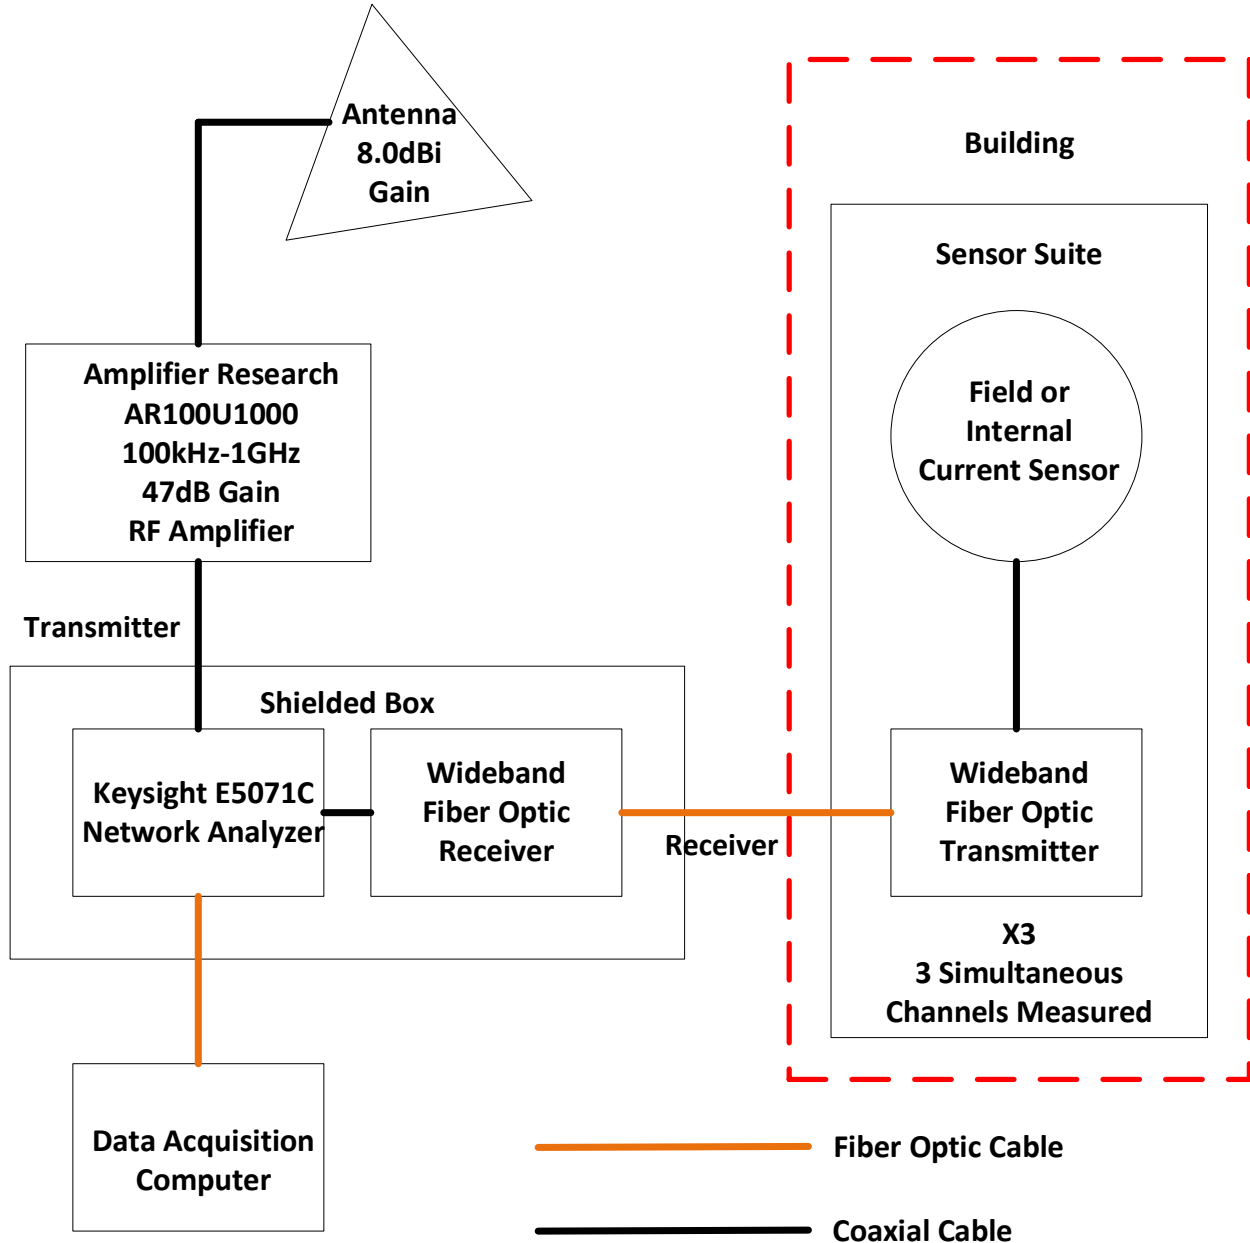 Antenna
8.0dBi
Gain
Building
Sensor Suite
Field or
Internal
Current Sensor
Amplifier Research
AR100U1000
100kHz-1GHz
47dB Gain
RF Amplifier
Transmitter
Shielded Box
Keysight E5071C
Network Analyzer
Wideband
Fiber Optic
Receiver
Receiver
Wideband
Fiber Optic
Transmitter
X3
3 Simultaneous
Channels Measured
Data Acquisition
Computer
Fiber Optic Cable
Coaxial Cable